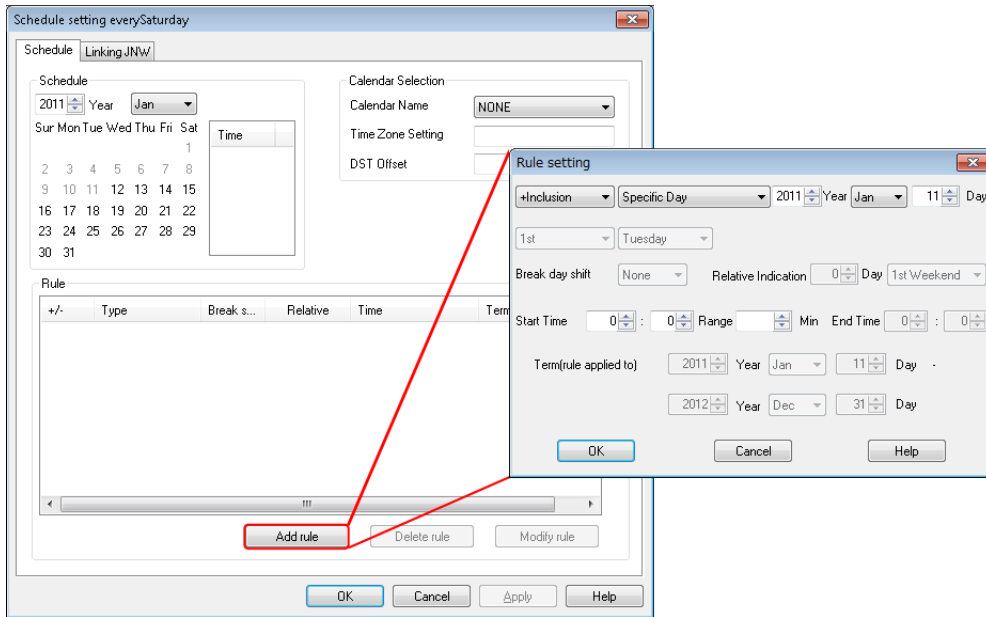 Schedule setting everySaturday
Schedule Linking JNW
Schedule
2011 Year Jan
Sur Mon Tue Wed Thu Fri Sat
1
2 3 4 5 6 7 8
9 10 11 12 13 14 15
16 17 18 19 20 21 22
23 24 25 26 27 28 29
30 31
Time
Calendar Selection
Calendar Name NONE
Time Zone Setting
DST Offset
Rule
+/- Type Break s... Relative Time Term
Add rule Delete rule Modify rule
OK Cancel Apply Help
Rule setting
+Inclusion Specific Day 2011 Year Jan 11 Day
1st Tuesday
Break day shift None Relative Indication 0 Day 1st Weekend
Start Time 0 : 0 Range Min End Time 0 : 0
Term(rule applied to) 2011 Year Jan 11 Day -
2012 Year Dec 31 Day
OK Cancel Help